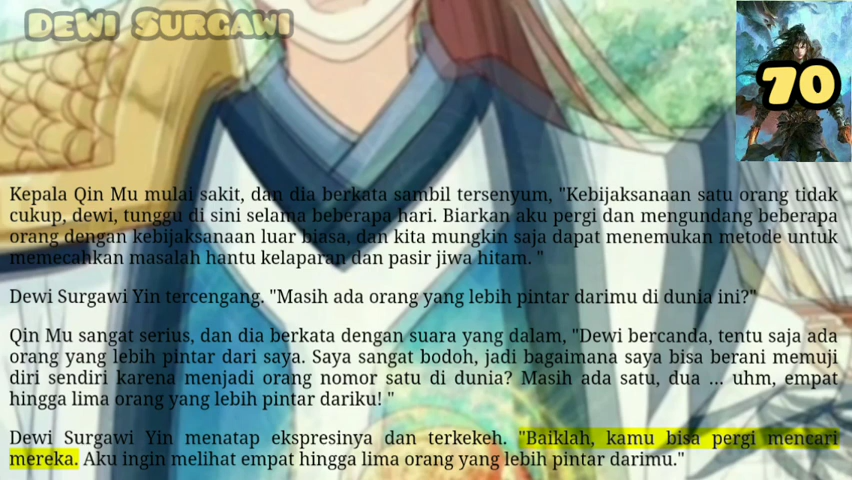 DEWI SURGAWI
70
Kepala Qin Mu mulai sakit, dan dia berkata sambil tersenyum, "Kebijaksanaan satu orang tidak
cukup, dewi, tunggu di sini selama beberapa hari. Biarkan aku pergi dan mengundang beberapa
orang dengan kebijaksanaan luar biasa, dan kita mungkin saja dapat menemukan metode untuk
memecahkan masalah hantu kelaparan dan pasir jiwa hitam. "
Dewi Surgawi Yin tercengang. "Masih ada orang yang lebih pintar darimu di dunia ini?"
Qin Mu sangat serius, dan dia berkata dengan suara yang dalam, "Dewi bercanda, tentu saja ada
orang yang lebih pintar dari saya. Saya sangat bodoh, jadi bagaimana saya bisa berani memuji
diri sendiri karena menjadi orang nomor satu di dunia? Masih ada satu, dua ... uhm, empat
hingga lima orang yang lebih pintar dariku! "
Dewi Surgawi Yin menatap ekspresinya dan terkekeh. "Baiklah, kamu bisa pergi mencari
mereka. Aku ingin melihat empat hingga lima orang yang lebih pintar darimu."